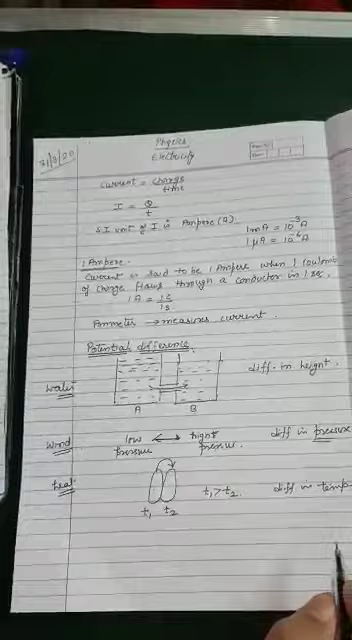 31/3/20
Physics
Electricity
Current = Charge
time
I = Q
t
S.I unit of I is Ampere (A).
1mA = 10⁻³A
1μA = 10⁻⁶A
1 Ampere.
Current is said to be 1 Ampere when 1 coulomb
of charge flows through a conductor in 1 sec.
1A = 1C
1s
Ammeter → measures current.
Potential difference.
Water diff. in height.
A B
Wind low ↔ hight diff in pressure
pressure pressure.
heat t₁ > t₂. diff in temp
t₁ t₂